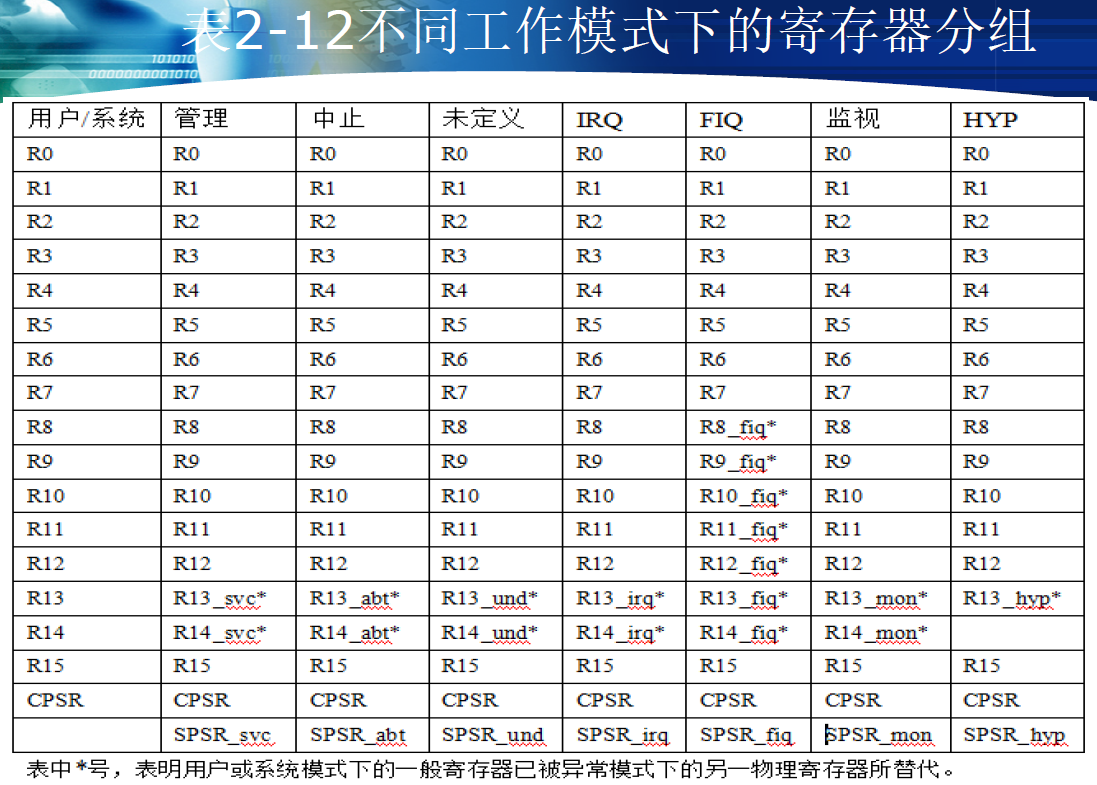 表2-12不同工作模式下的寄存器分组
101010
000000001010
用户/系统 管理 中止 未定义 IRQ FIQ 监视 HYP
R0 R0 R0 R0 R0 R0 R0 R0
R1 R1 R1 R1 R1 R1 R1 R1
R2 R2 R2 R2 R2 R2 R2 R2
R3 R3 R3 R3 R3 R3 R3 R3
R4 R4 R4 R4 R4 R4 R4 R4
R5 R5 R5 R5 R5 R5 R5 R5
R6 R6 R6 R6 R6 R6 R6 R6
R7 R7 R7 R7 R7 R7 R7 R7
R8 R8 R8 R8 R8 R8_fiq* R8 R8
R9 R9 R9 R9 R9 R9_fiq* R9 R9
R10 R10 R10 R10 R10 R10_fiq* R10 R10
R11 R11 R11 R11 R11 R11_fiq* R11 R11
R12 R12 R12 R12 R12 R12_fiq* R12 R12
R13 R13_svc* R13_abt* R13_und* R13_irq* R13_fiq* R13_mon* R13_hyp*
R14 R14_svc* R14_abt* R14_und* R14_irq* R14_fiq* R14_mon*
R15 R15 R15 R15 R15 R15 R15 R15
CPSR CPSR CPSR CPSR CPSR CPSR CPSR CPSR
SPSR_svc SPSR_abt SPSR_und SPSR_irq SPSR_fiq SPSR_mon SPSR_hyp
表中*号，表明用户或系统模式下的一般寄存器已被异常模式下的另一物理寄存器所替代。